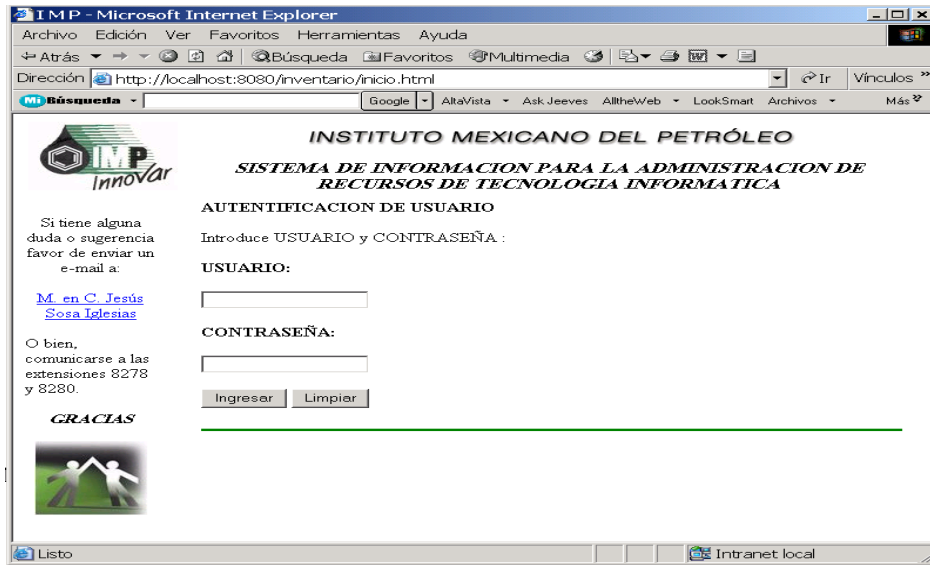 I M P - Microsoft Internet Explorer
Archivo Edición Ver Favoritos Herramientas Ayuda
Atrás Búsqueda Favoritos Multimedia
Dirección http://localhost:8080/inventario/inicio.html Ir Vínculos »
Mi Búsqueda Google AltaVista Ask Jeeves AlltheWeb LookSmart Archivos Más »
IMP
Innovar
INSTITUTO MEXICANO DEL PETRÓLEO
SISTEMA DE INFORMACION PARA LA ADMINISTRACION DE
RECURSOS DE TECNOLOGIA INFORMATICA
Si tiene alguna
duda o sugerencia
favor de enviar un
e-mail a:
M. en C. Jesús
Sosa Iglesias
O bien,
comunicarse a las
extensiones 8278
y 8280.
GRACIAS
AUTENTIFICACION DE USUARIO
Introduce USUARIO y CONTRASEÑA :
USUARIO:
CONTRASEÑA:
Ingresar Limpiar
Listo Intranet local